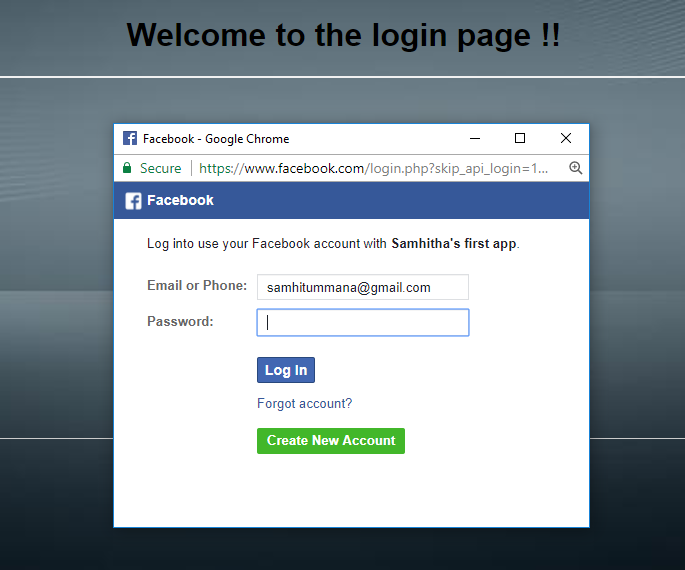 Welcome to the login page !!
Facebook - Google Chrome
Secure https://www.facebook.com/login.php?skip_api_login=1...
Facebook
Log into use your Facebook account with Samhitha's first app.
Email or Phone: samhitummana@gmail.com
Password:
Log In
Forgot account?
Create New Account